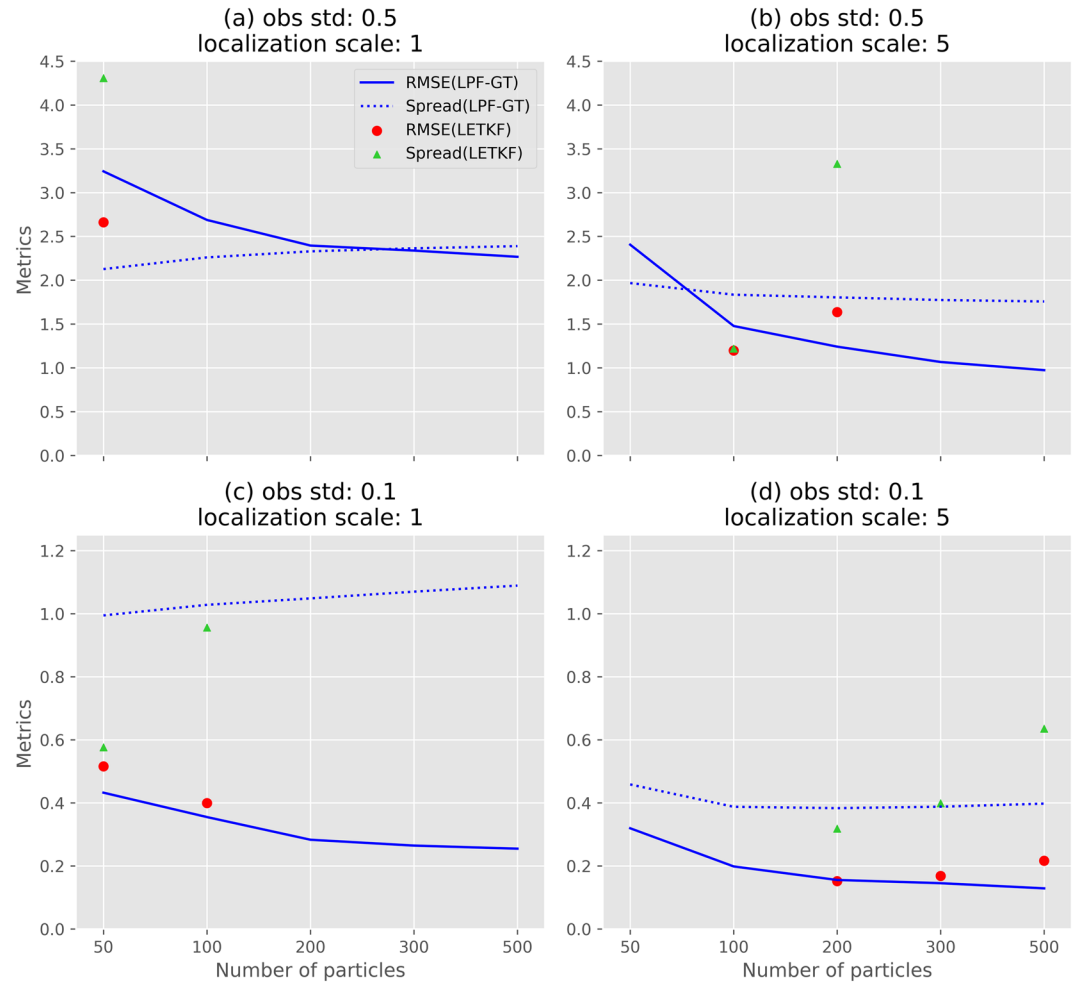 (a) obs std: 0.5
localization scale: 1
4.5
4.0
3.5
3.0
2.5
2.0
1.5
1.0
0.5
0.0
Metrics
RMSE(LPF-GT)
Spread(LPF-GT)
RMSE(LETKF)
Spread(LETKF)
(b) obs std: 0.5
localization scale: 5
4.5
4.0
3.5
3.0
2.5
2.0
1.5
1.0
0.5
0.0
(c) obs std: 0.1
localization scale: 1
1.2
1.0
0.8
0.6
0.4
0.2
0.0
Metrics
50 100 200 300 500
Number of particles
(d) obs std: 0.1
localization scale: 5
1.2
1.0
0.8
0.6
0.4
0.2
0.0
50 100 200 300 500
Number of particles